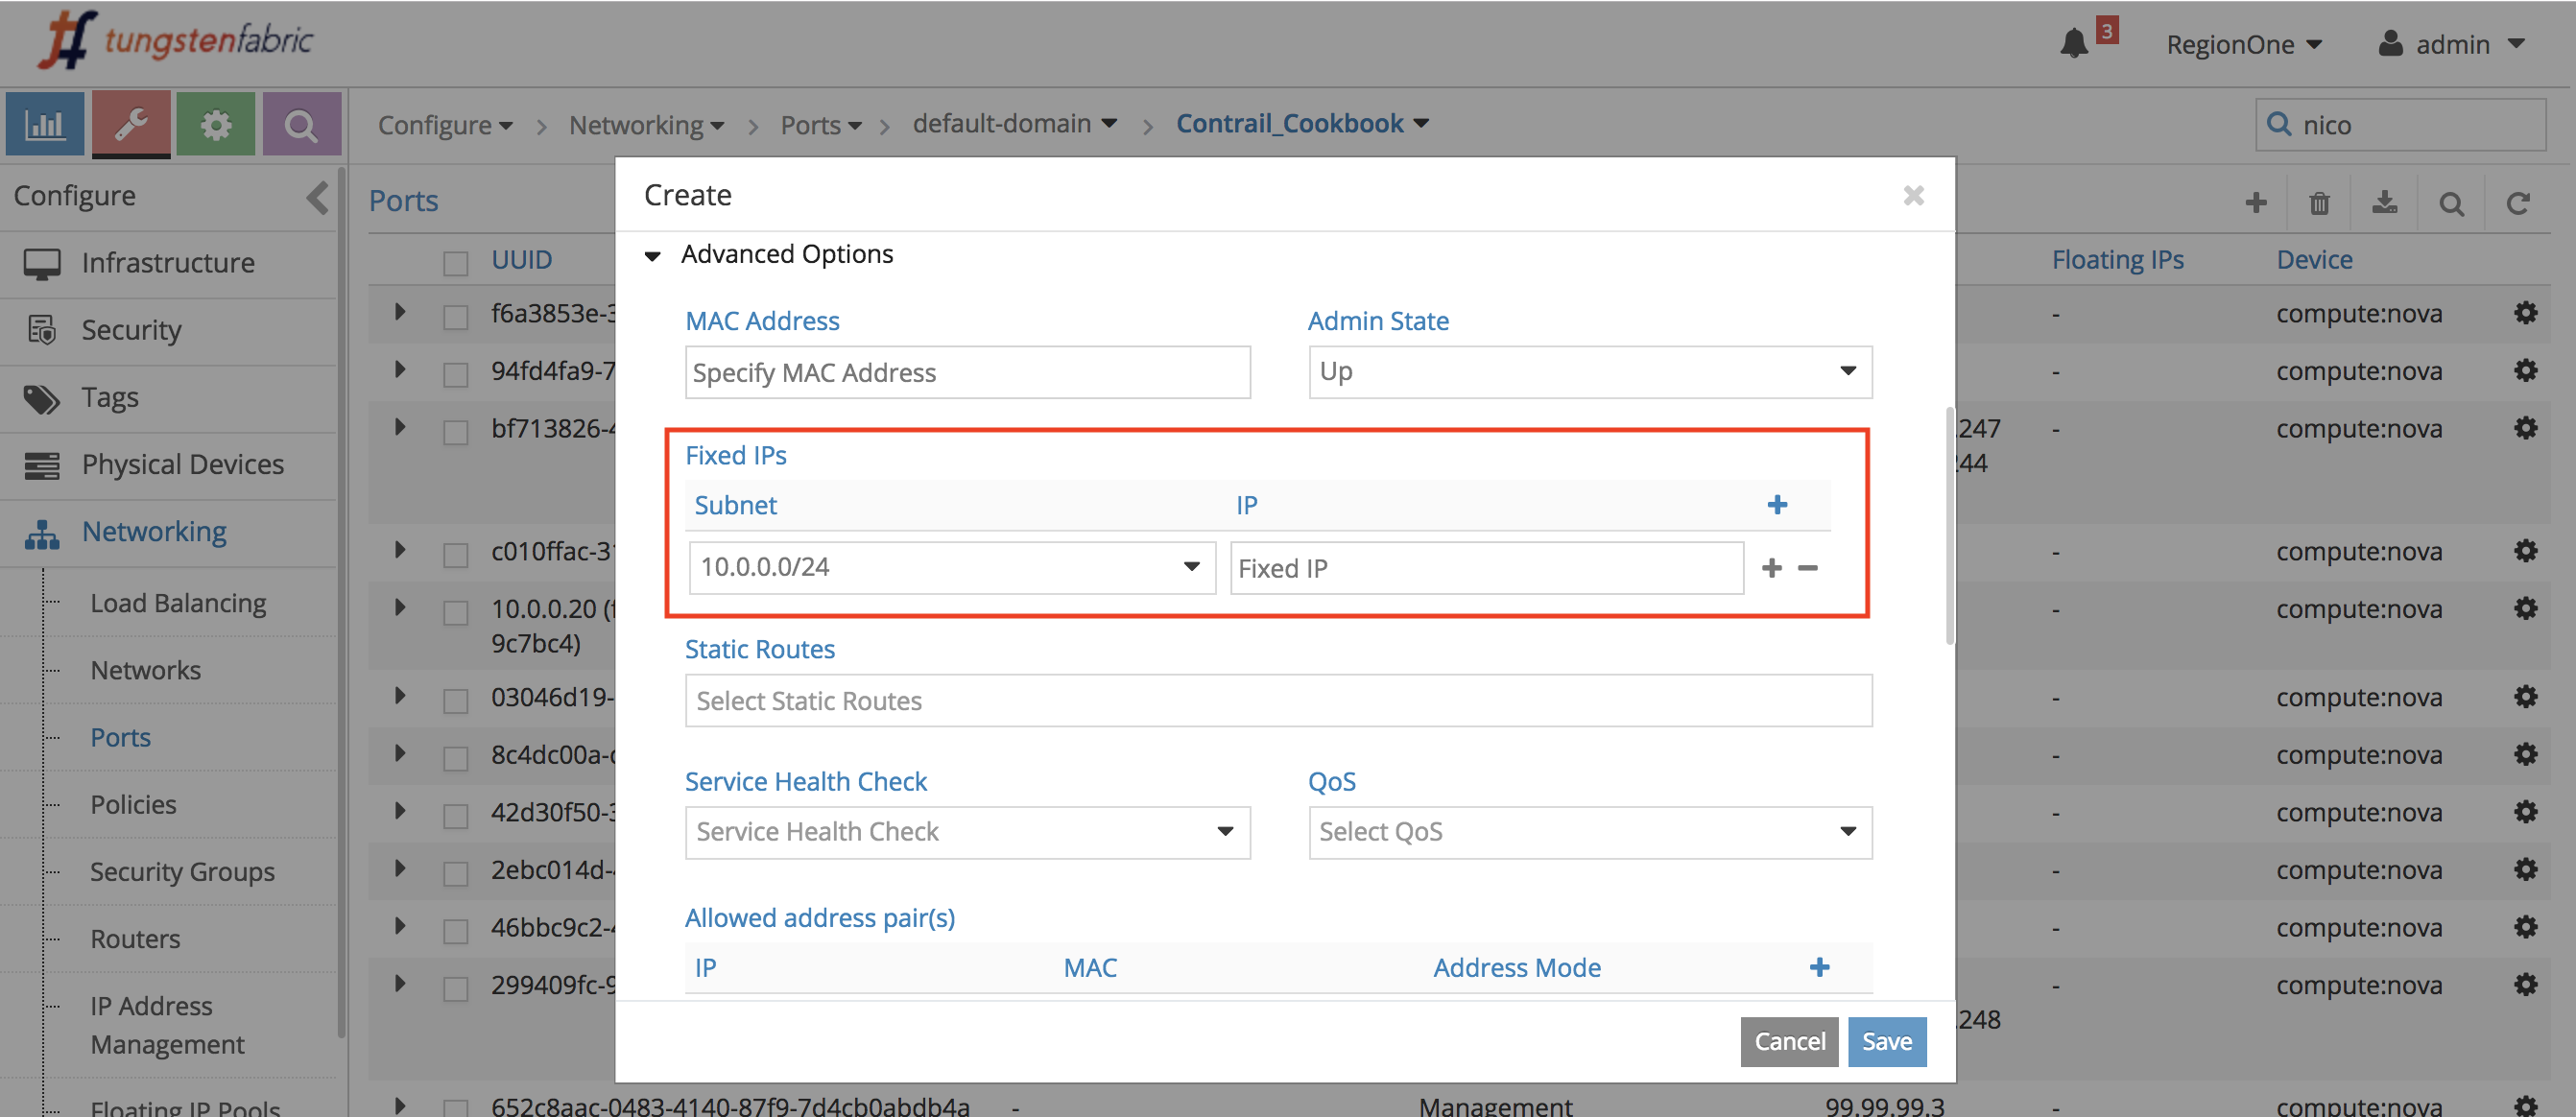 tungstenfabric
3
RegionOne
admin
Configure
Networking
Ports
default-domain
Contrail_Cookbook
nico
Configure
Infrastructure
Security
Tags
Physical Devices
Networking
Load Balancing
Networks
Ports
Policies
Security Groups
Routers
IP Address
Management
Floating IP Pools
Ports
UUID
Floating IPs
Device
f6a3853e-3
-
compute:nova
94fd4fa9-7
-
compute:nova
bf713826-4
.247
-
compute:nova
244
c010ffac-31
-
compute:nova
10.0.0.20 (f
-
compute:nova
9c7bc4)
03046d19-
-
compute:nova
8c4dc00a-c
-
compute:nova
42d30f50-3
-
compute:nova
2ebc014d-4
-
compute:nova
46bbc9c2-4
-
compute:nova
299409fc-9
-
compute:nova
.248
652c8aac-0483-4140-87f9-7d4cb0abdb4a
-
Management
99.99.99.3
-
compute:nova
Create
Advanced Options
MAC Address
Admin State
Specify MAC Address
Up
Fixed IPs
Subnet
IP
10.0.0.0/24
Fixed IP
Static Routes
Select Static Routes
Service Health Check
QoS
Service Health Check
Select QoS
Allowed address pair(s)
IP
MAC
Address Mode
Cancel
Save